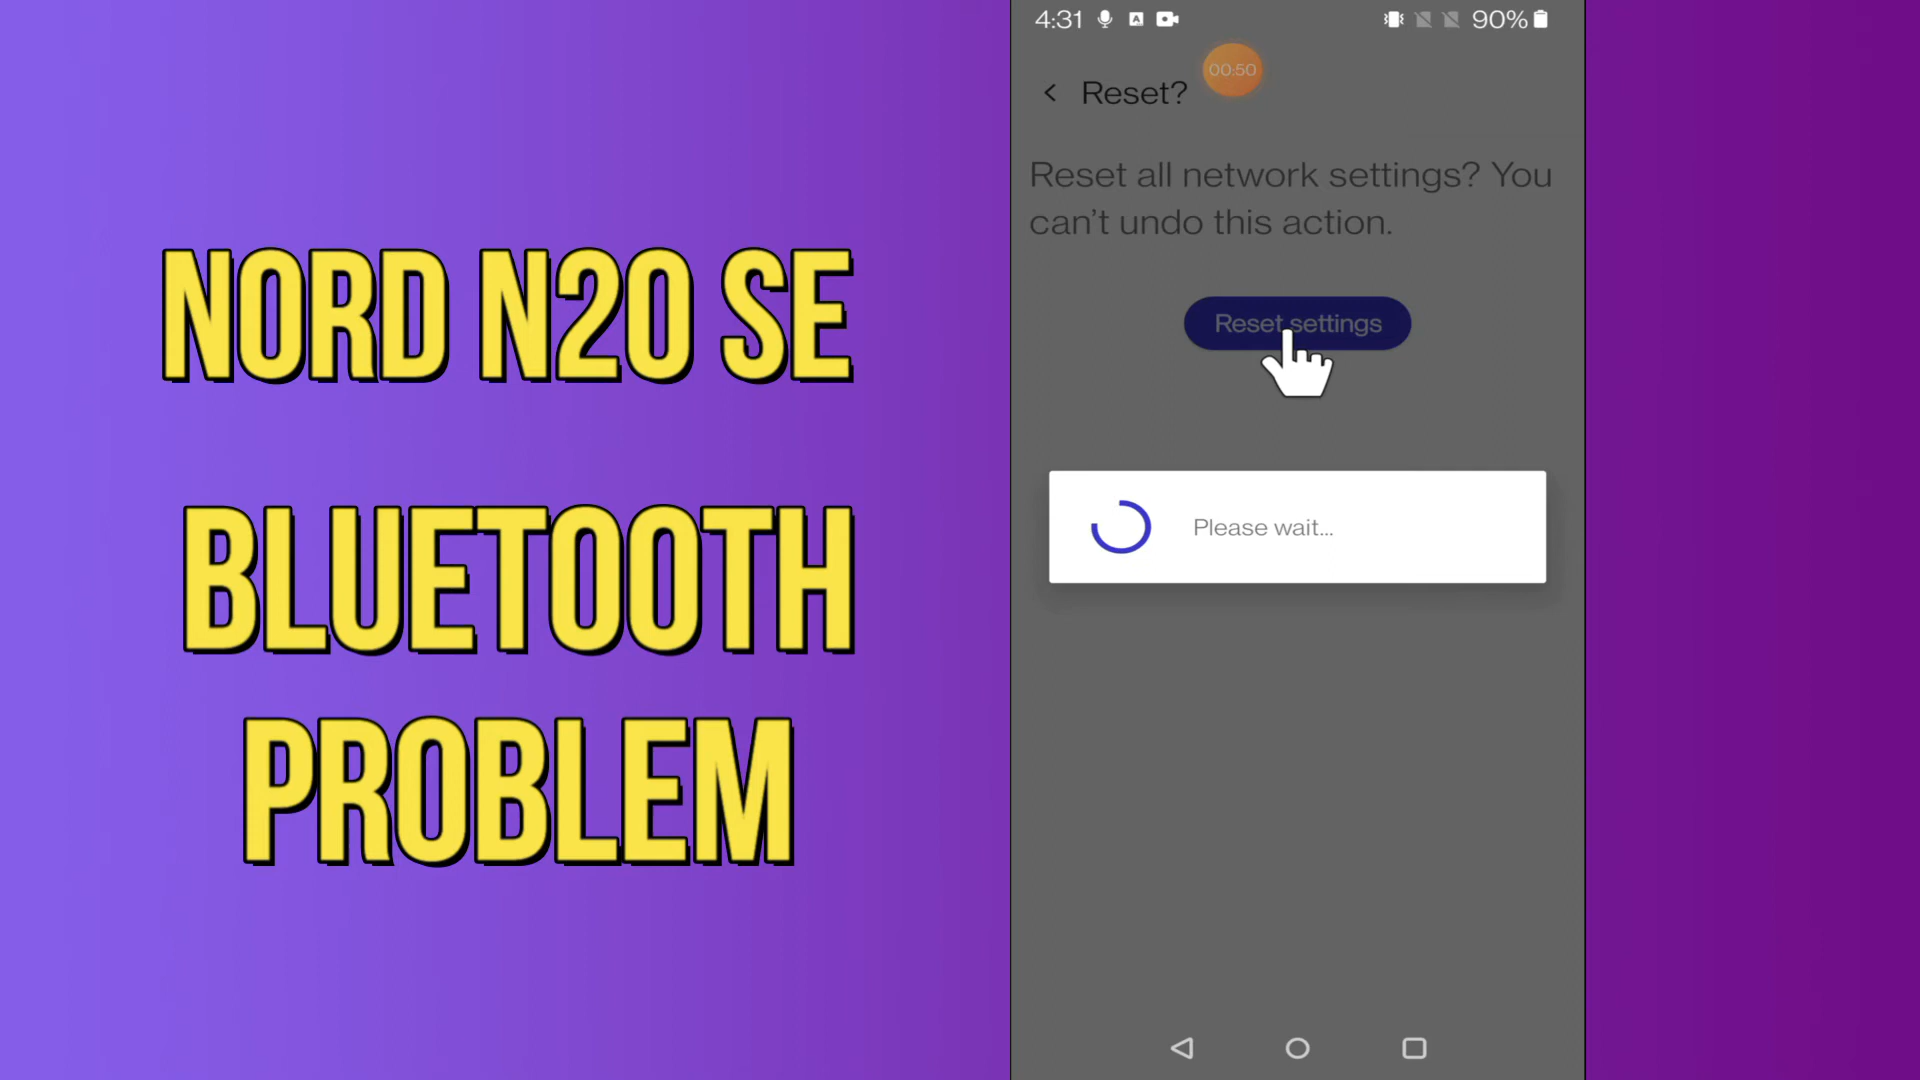 NORD N20 SE
BLUETOOTH
PROBLEM
4:31
90%
00:50
Reset?
Reset all network settings? You
can't undo this action.
Reset settings
Please wait...